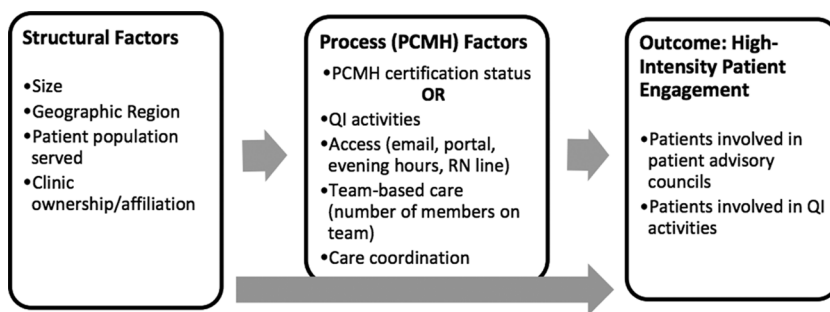 Structural Factors
•Size
•Geographic Region
•Patient population
served
•Clinic
ownership/affiliation
Process (PCMH) Factors
•PCMH certification status
OR
•QI activities
•Access (email, portal,
evening hours, RN line)
•Team-based care
(number of members on
team)
•Care coordination
Outcome: High-
Intensity Patient
Engagement
•Patients involved in
patient advisory
councils
•Patients involved in QI
activities